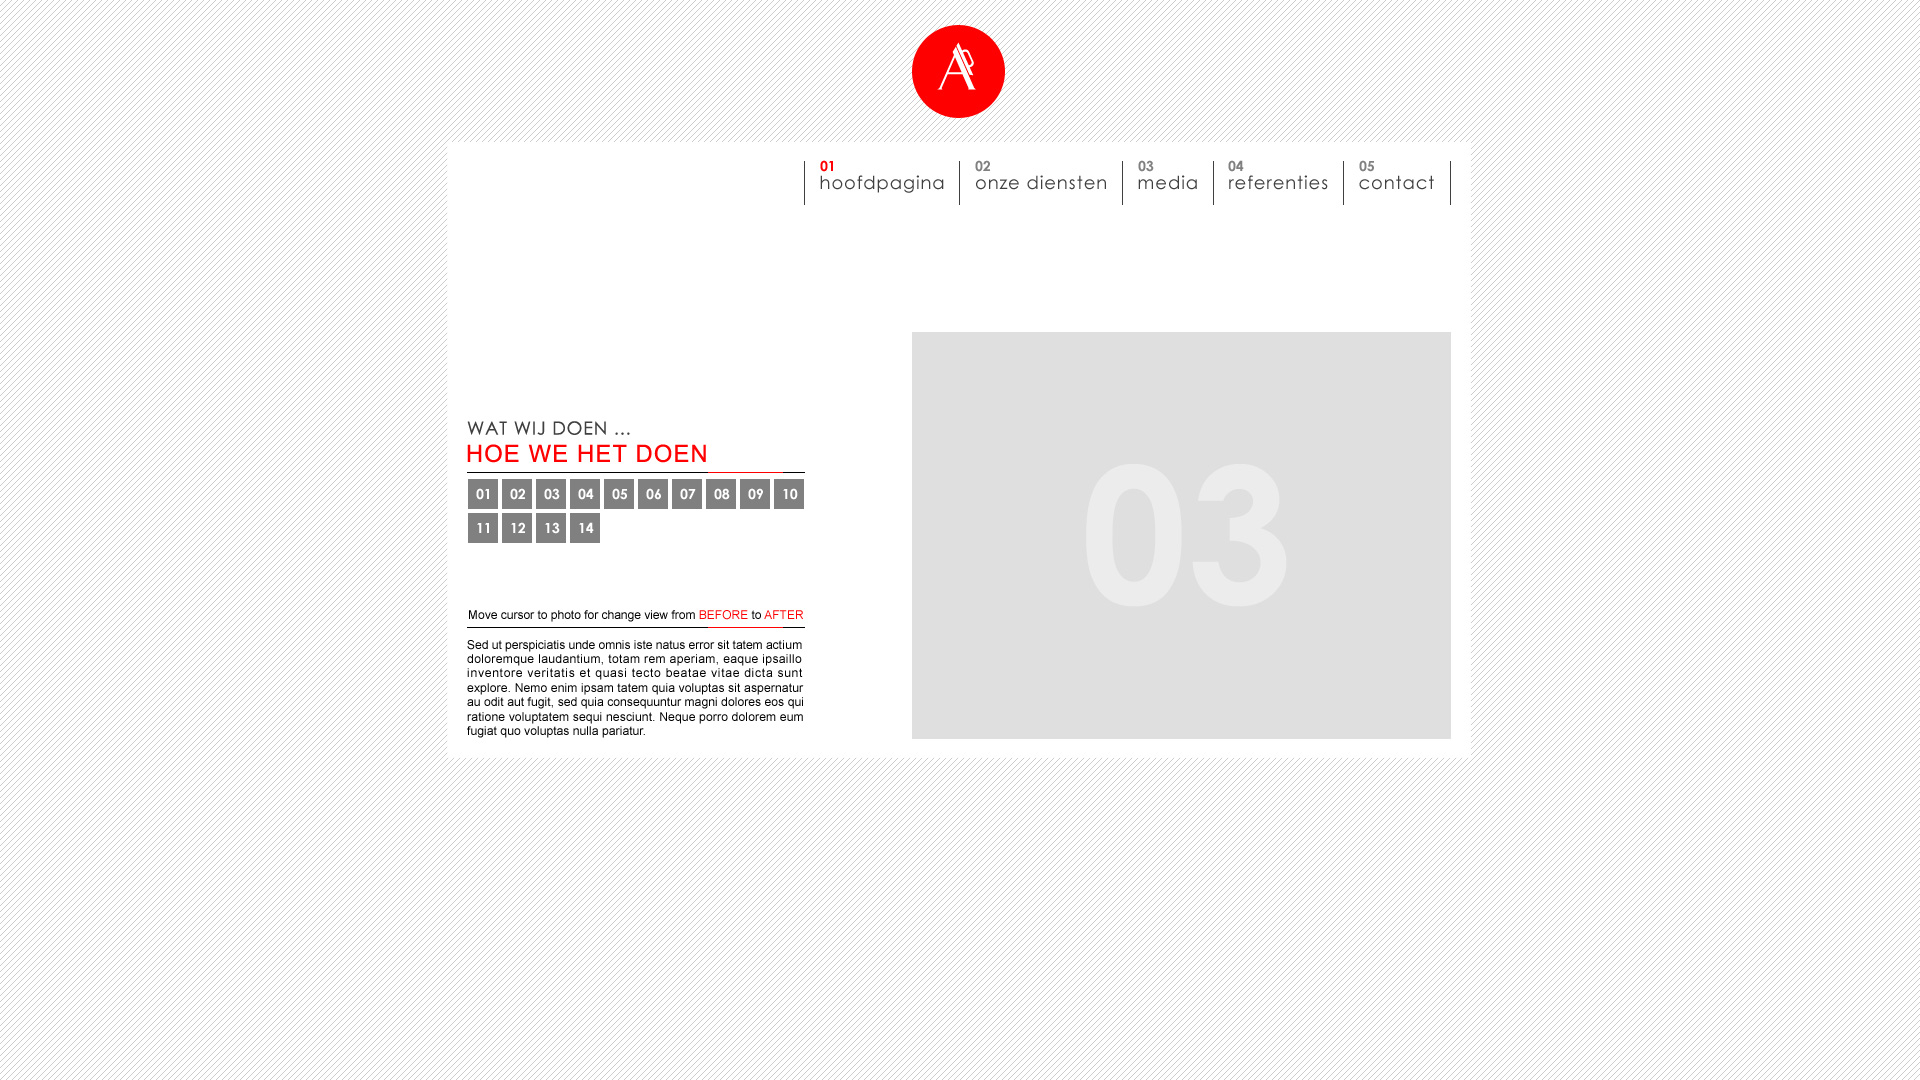 AR
01 02 03 04 05
hoofdpagina onze diensten media referenties contact
WAT WIJ DOEN ...
HOE WE HET DOEN
01 02 03 04 05 06 07 08 09 10
11 12 13 14
03
Move cursor to photo for change view from BEFORE to AFTER
Sed ut perspiciatis unde omnis iste natus error sit tatem actium
doloremque laudantium, totam rem aperiam, eaque ipsaillo
inventore veritatis et quasi tecto beatae vitae dicta sunt
explore. Nemo enim ipsam tatem quia voluptas sit aspernatur
au odit aut fugit, sed quia consequuntur magni dolores eos qui
ratione voluptatem sequi nesciunt. Neque porro dolorem eum
fugiat quo voluptas nulla pariatur.